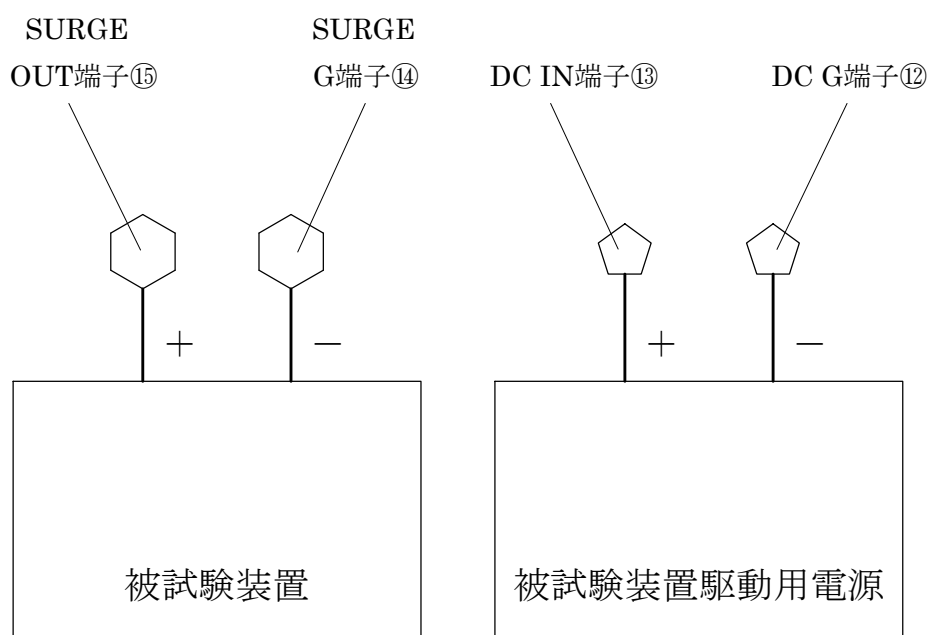 SURGE
OUT端子⑮
SURGE
G端子⑭
DC IN端子⑬
DC G端子⑫
＋
－
＋
－
被試験装置
被試験装置駆動用電源